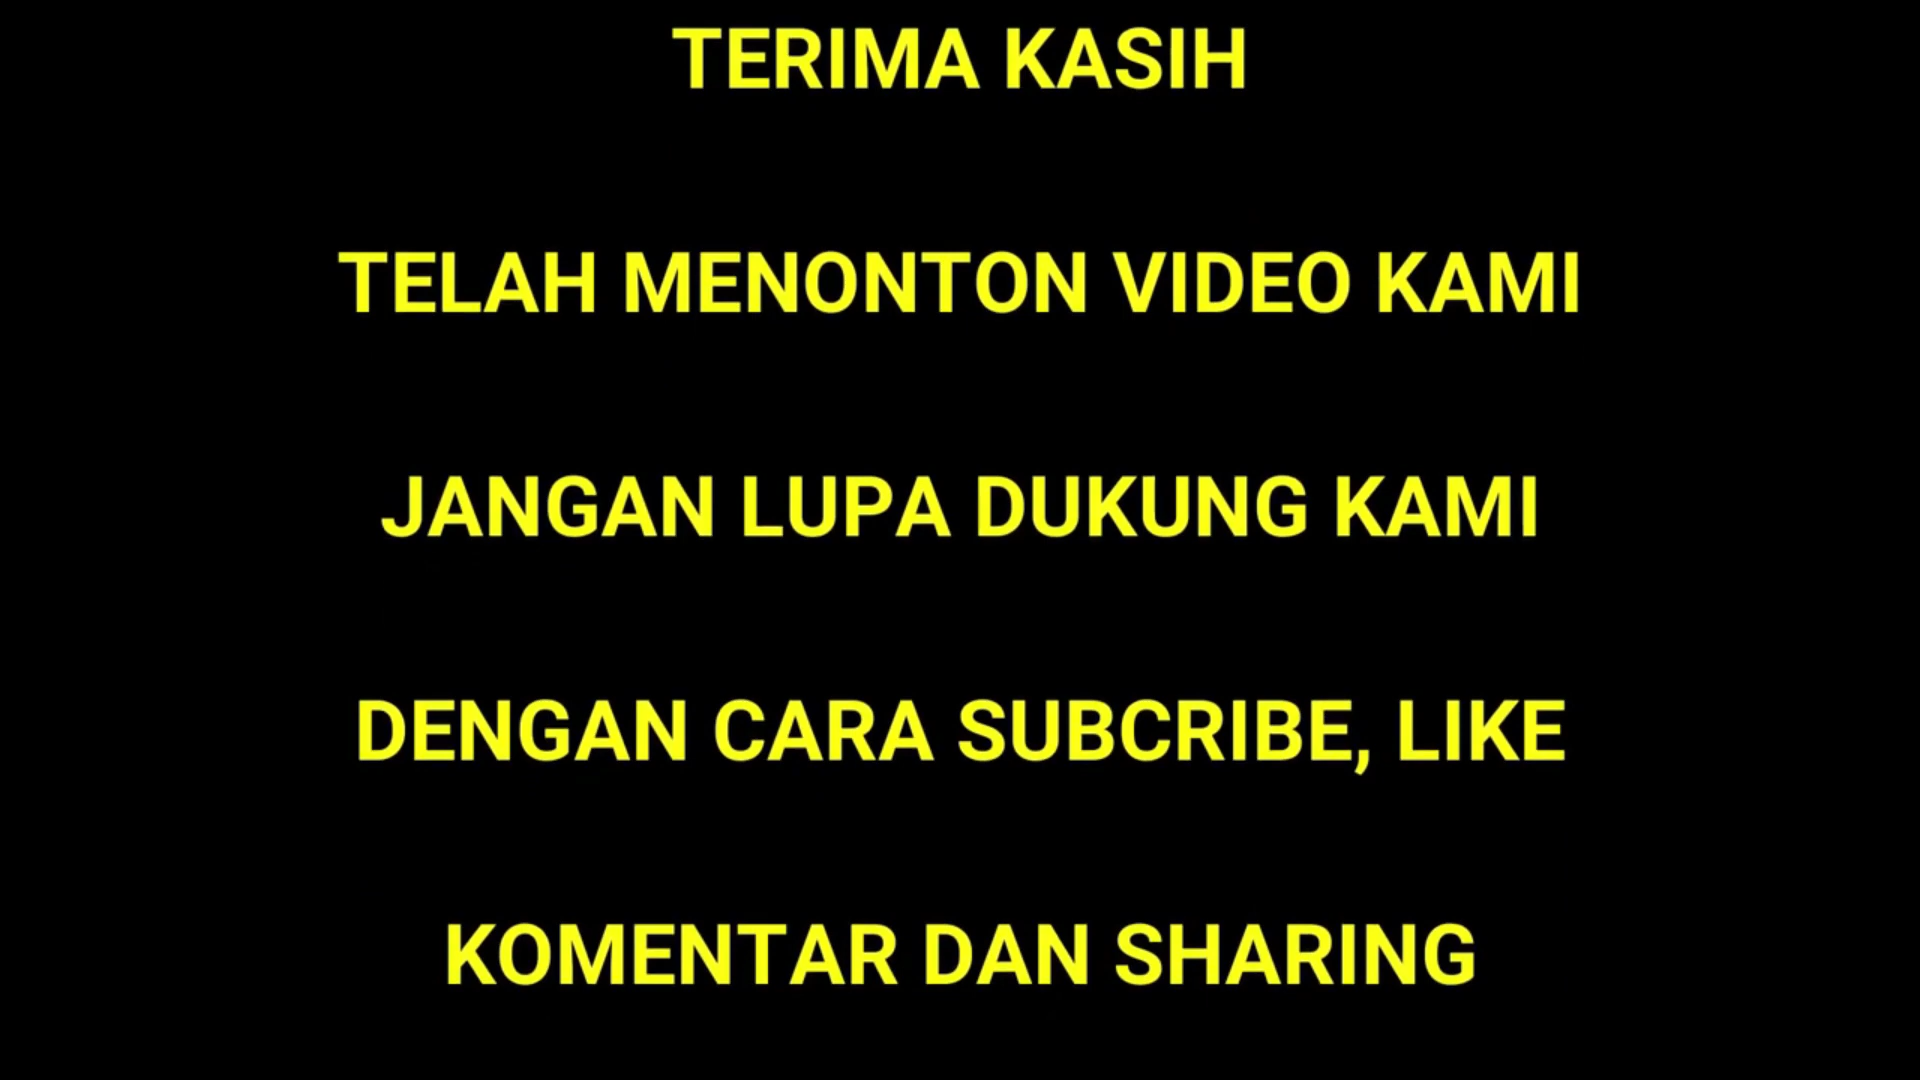 TERIMA KASIH
TELAH MENONTON VIDEO KAMI
JANGAN LUPA DUKUNG KAMI
DENGAN CARA SUBCRIBE, LIKE
KOMENTAR DAN SHARING